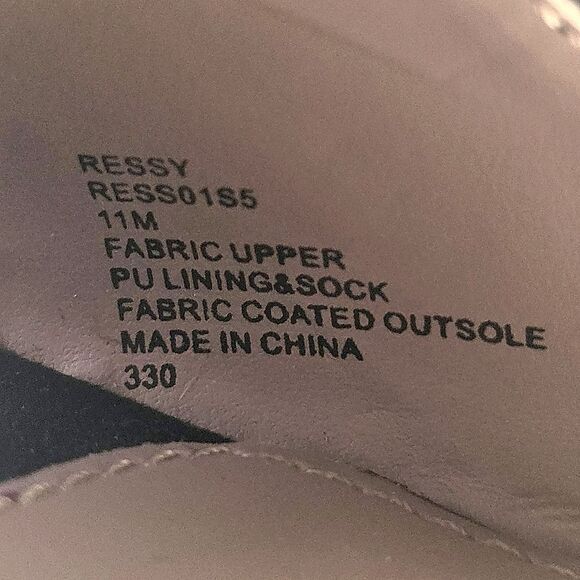 RESSY
RESS01S5
11M
FABRIC UPPER
PU LINING&SOCK
FABRIC COATED OUTSOLE
MADE IN CHINA
330